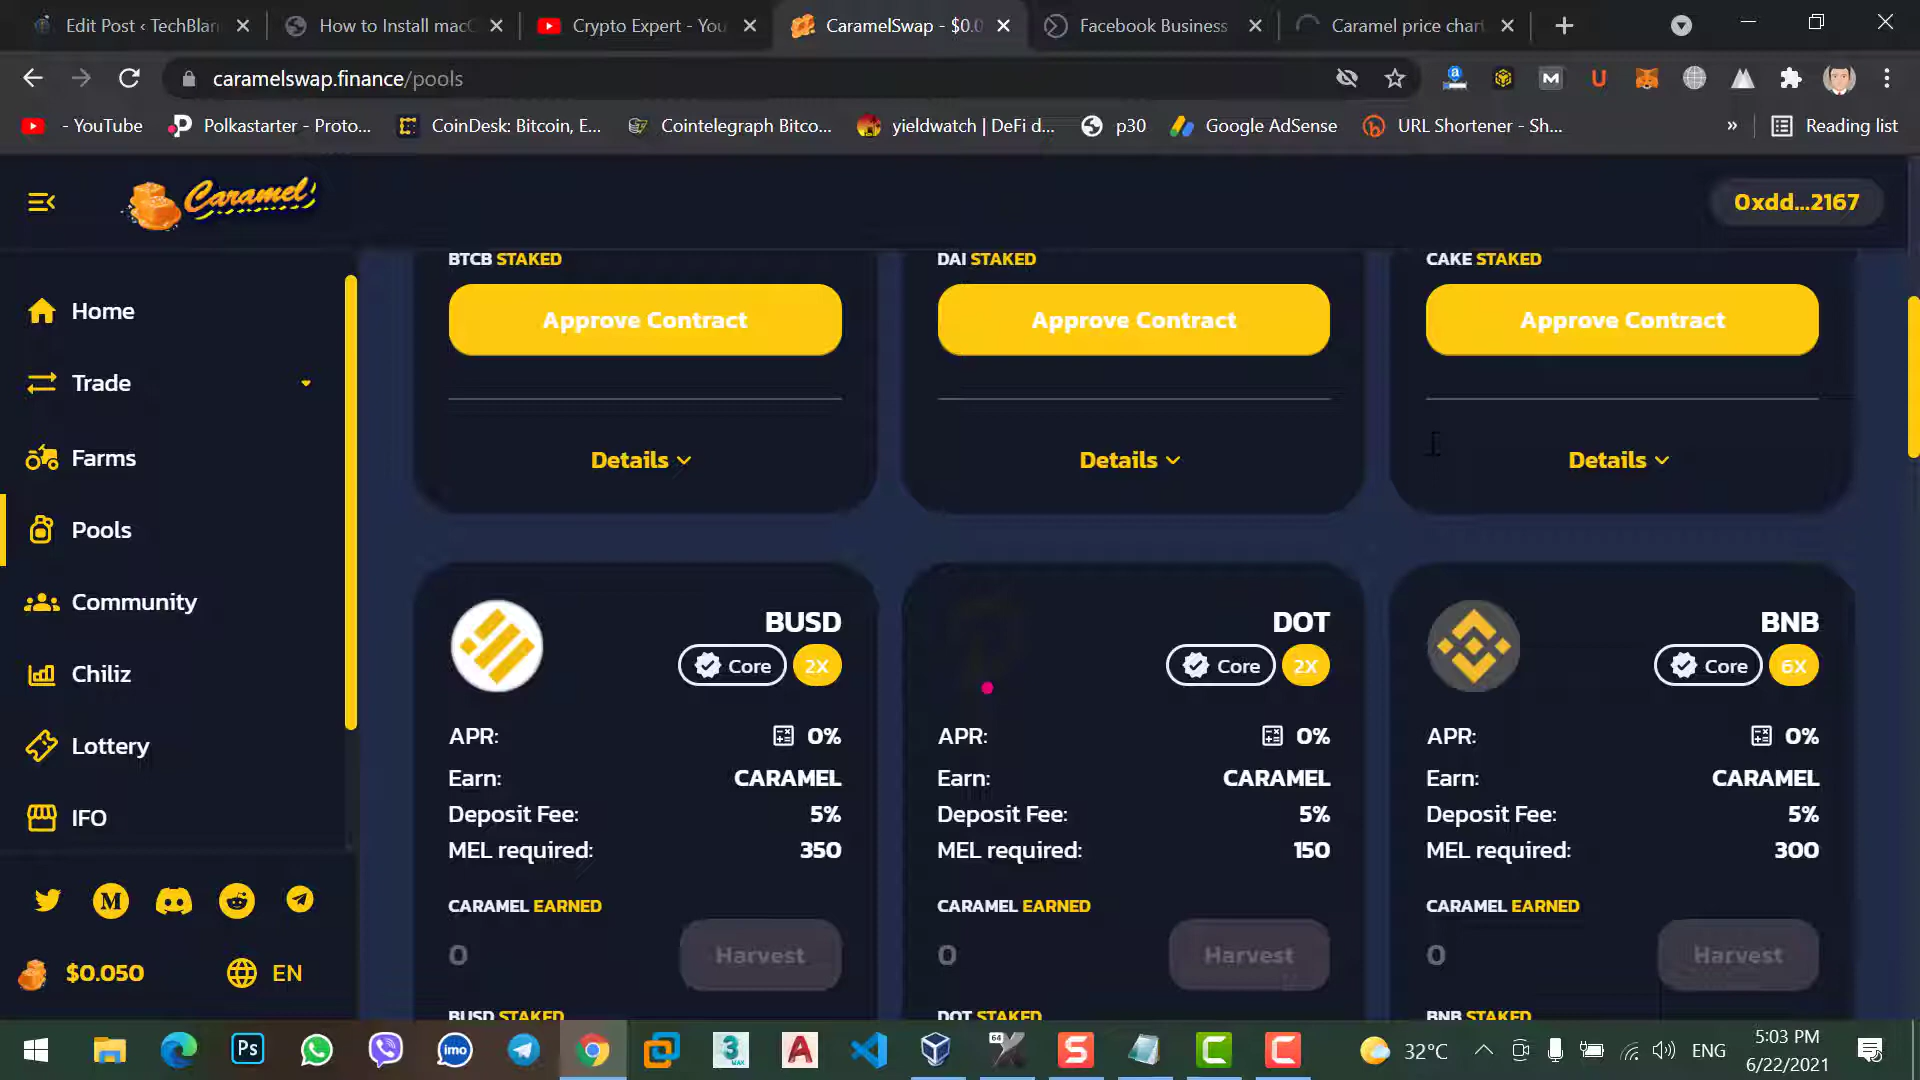 Edit Post ‹ TechBlar
How to Install mac
Crypto Expert - You
CaramelSwap - $0.0
Facebook Business
Caramel price char
caramelswap.finance/pools
- YouTube
Polkastarter - Proto...
CoinDesk: Bitcoin, E...
Cointelegraph Bitco...
yieldwatch | DeFi d...
p30
Google AdSense
URL Shortener - Sh...
»
Reading list
Caramel
0xdd...2167
Home
Trade
Farms
Pools
Community
Chiliz
Lottery
IFO
$0.050
EN
BTCB STAKED
DAI STAKED
CAKE STAKED
Approve Contract
Approve Contract
Approve Contract
Details
Details
Details
BUSD
Core
2X
APR:
0%
Earn:
CARAMEL
Deposit Fee:
5%
MEL required:
350
CARAMEL EARNED
0
Harvest
BUSD STAKED
DOT
Core
2X
APR:
0%
Earn:
CARAMEL
Deposit Fee:
5%
MEL required:
150
CARAMEL EARNED
0
Harvest
DOT STAKED
BNB
Core
6X
APR:
0%
Earn:
CARAMEL
Deposit Fee:
5%
MEL required:
300
CARAMEL EARNED
0
Harvest
BNB STAKED
Ps
imo
32°C
ENG
5:03 PM
6/22/2021